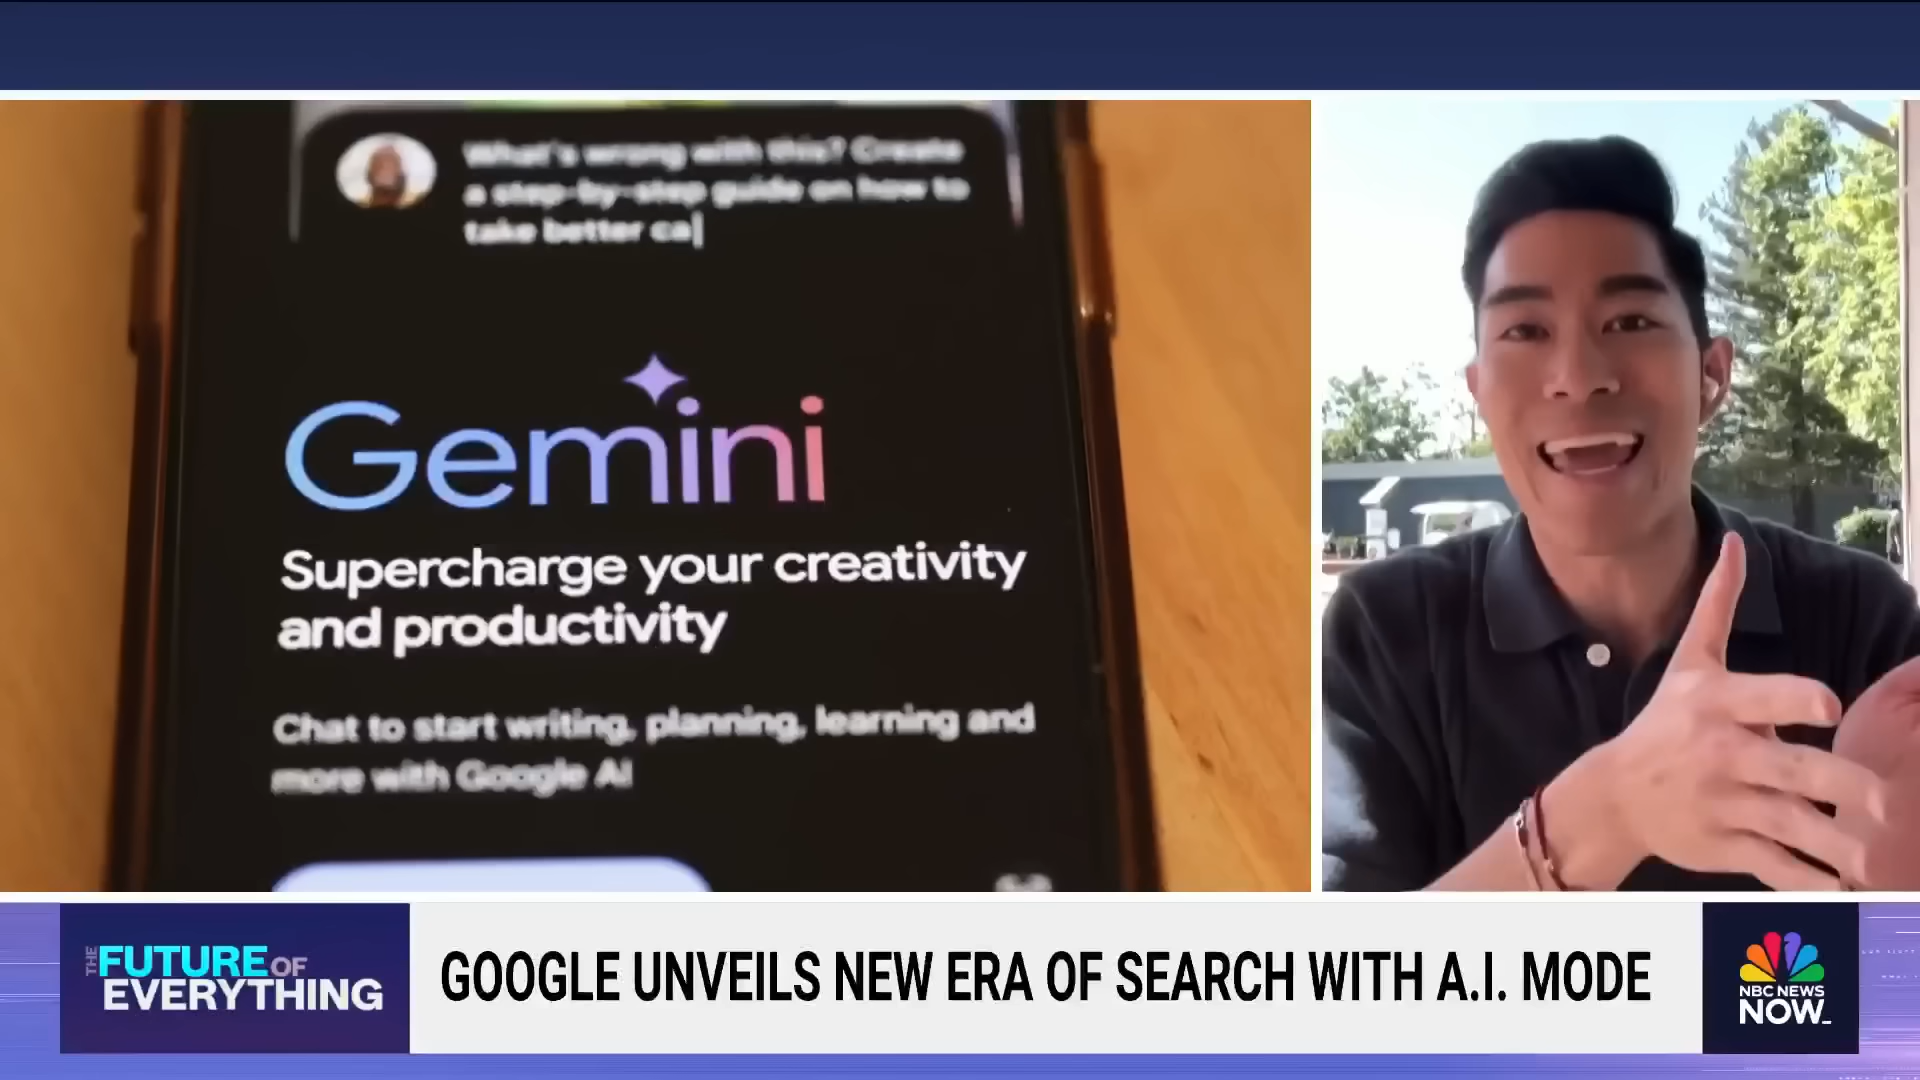 What's wrong with this? Create
a step-by-step guide on how to
take better ca
Gemini
Supercharge your creativity
and productivity
Chat to start writing, planning, learning and
more with Google AI
THE FUTURE OF
EVERYTHING
GOOGLE UNVEILS NEW ERA OF SEARCH WITH A.I. MODE
NBC NEWS
NOW_